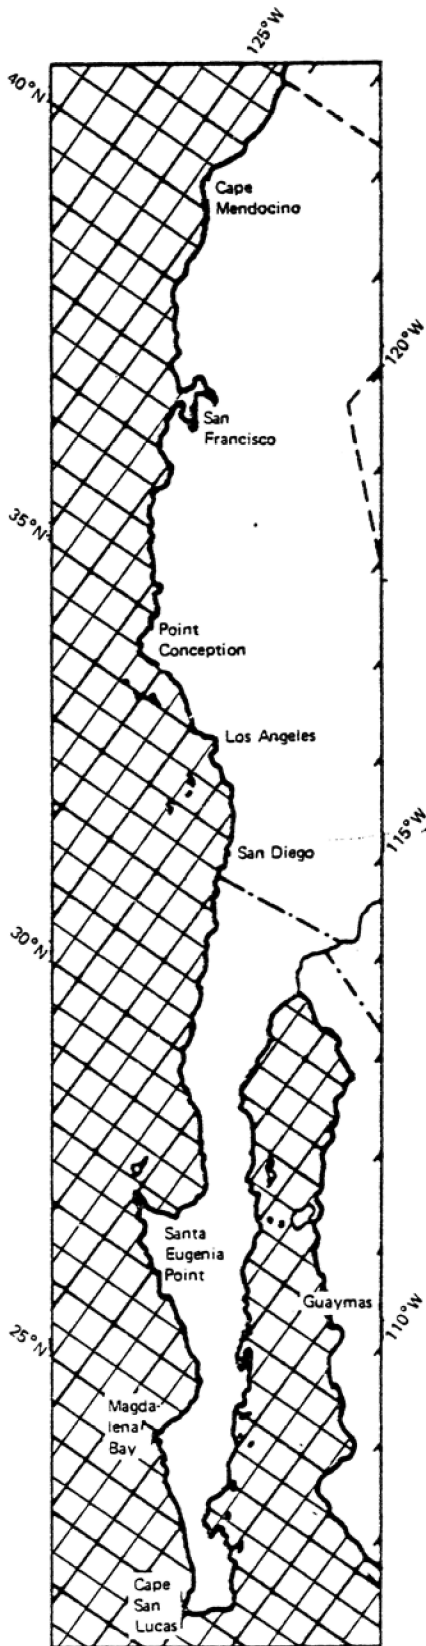 125°W
40°N
Cape
Mendocino
120°W
San
Francisco
35°N
Point
Conception
Los Angeles
115°W
San Diego
30°N
Santa
Eugenia
Point
Guaymas
110°W
25°N
Magda-
lena
Bay
Cape
San
Lucas